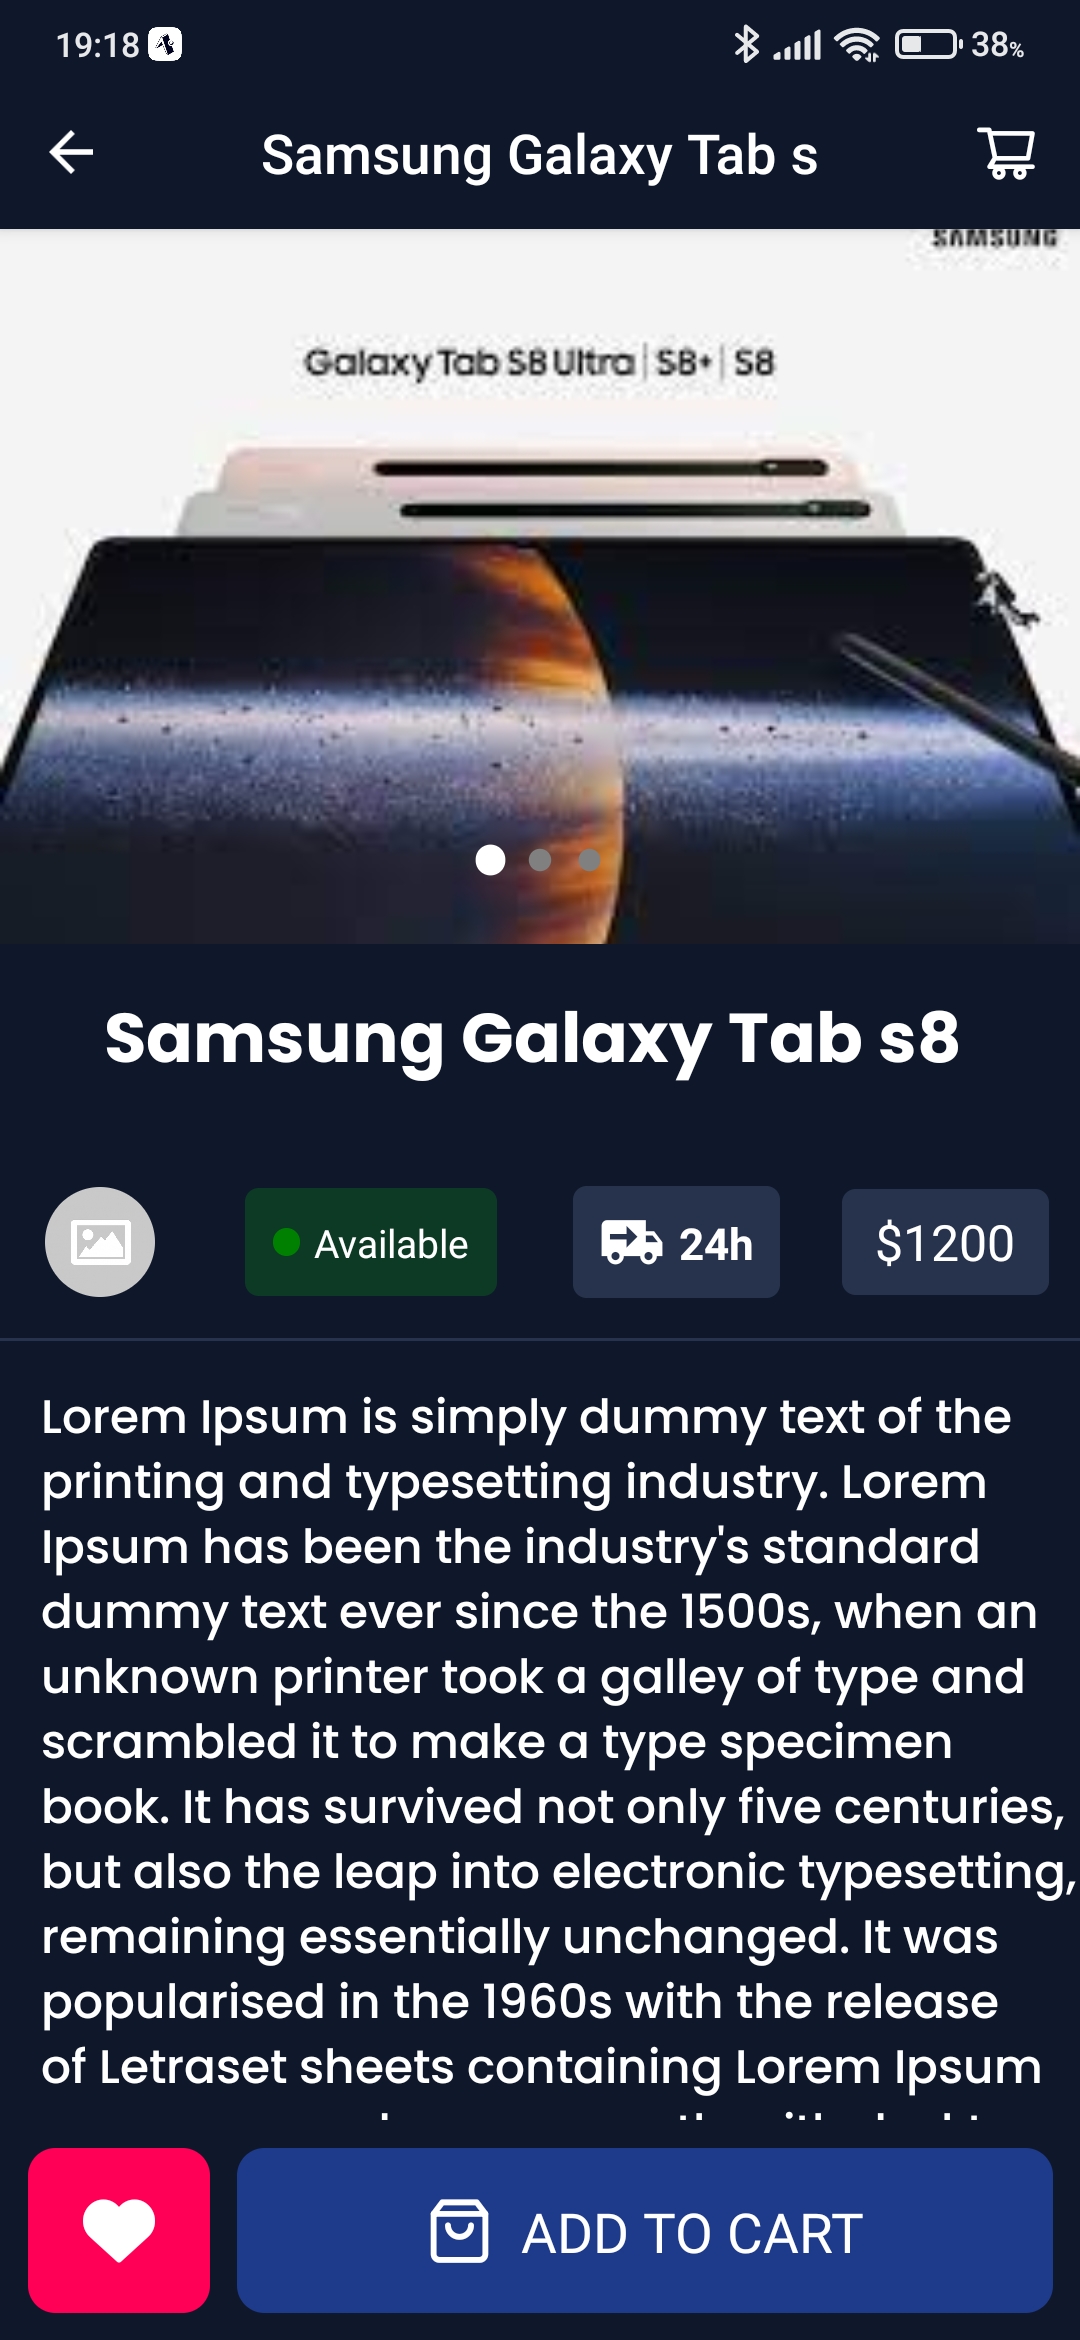 19:18
38%
Samsung Galaxy Tab s
SAMSUNG
Galaxy Tab S8 Ultra | S8+ | S8
Samsung Galaxy Tab s8
Available
24h
$1200
Lorem Ipsum is simply dummy text of the
printing and typesetting industry. Lorem
Ipsum has been the industry's standard
dummy text ever since the 1500s, when an
unknown printer took a galley of type and
scrambled it to make a type specimen
book. It has survived not only five centuries,
but also the leap into electronic typesetting,
remaining essentially unchanged. It was
popularised in the 1960s with the release
of Letraset sheets containing Lorem Ipsum
ADD TO CART